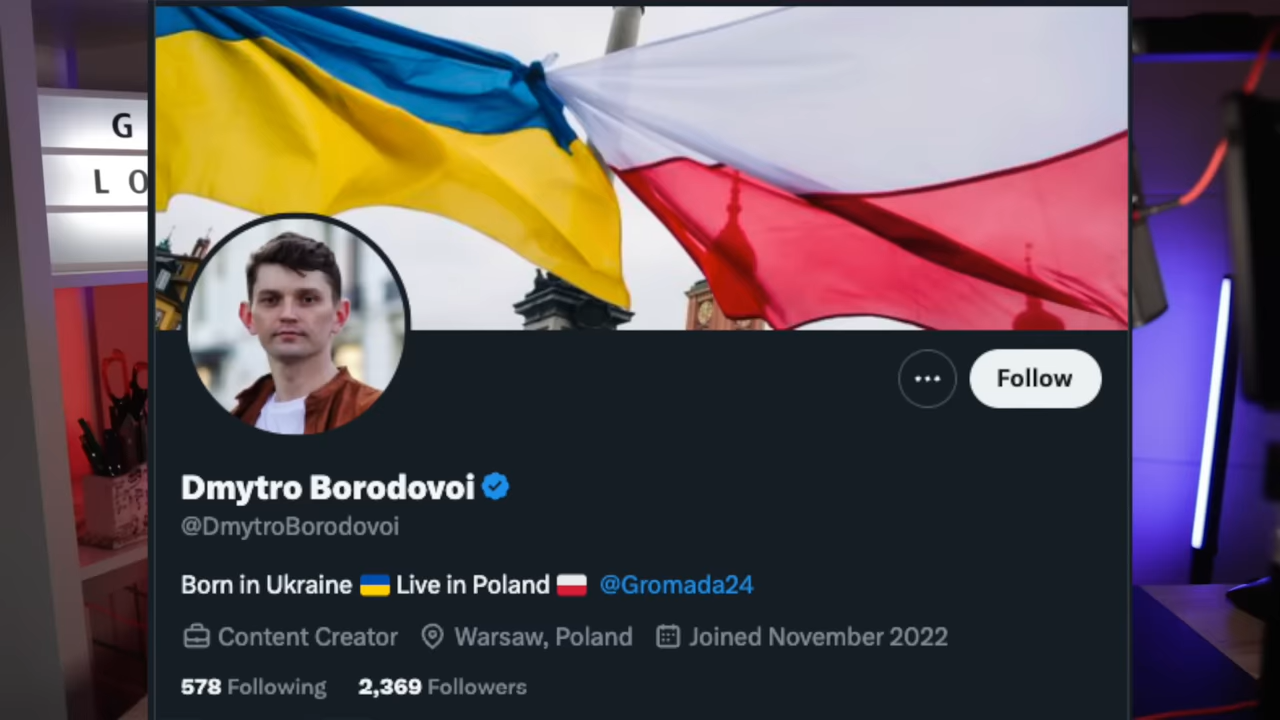 G
L O
Follow
Dmytro Borodovoi
@DmytroBorodovoi
Born in Ukraine 🇺🇦 Live in Poland 🇵🇱 @Gromada24
Content Creator Warsaw, Poland Joined November 2022
578 Following 2,369 Followers